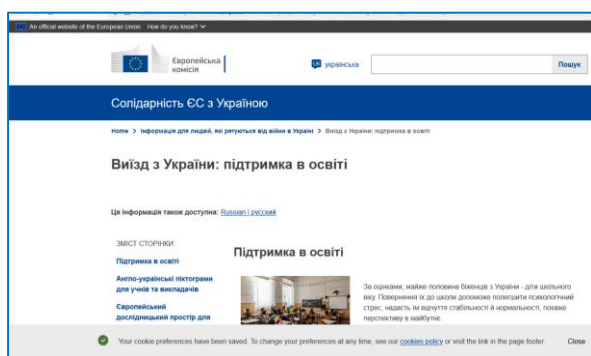 An official website of the European Union How do you know?
Європейська
комісія
UK українська
Пошук
Солідарність ЄС з Україною
Home > Інформація для людей, які рятуються від війни в Україні > Виїзд з України: підтримка в освіті
Виїзд з України: підтримка в освіті
Ця інформація також доступна: Russian | русский
ЗМІСТ СТОРІНКИ
Підтримка в освіті
Англо-українські піктограми
для учнів та викладачів
Європейський
дослідницький простір для
Підтримка в освіті
За оцінками, майже половина біженців з України - діти шкільного
віку. Повернення їх до школи допоможе полегшити психологічний
стрес, надасть їм відчуття стабільності й нормальності, покаже
перспективу в майбутнє.
Your cookie preferences have been saved. To change your preferences at any time, see our cookies policy or visit the link in the page footer.
Close